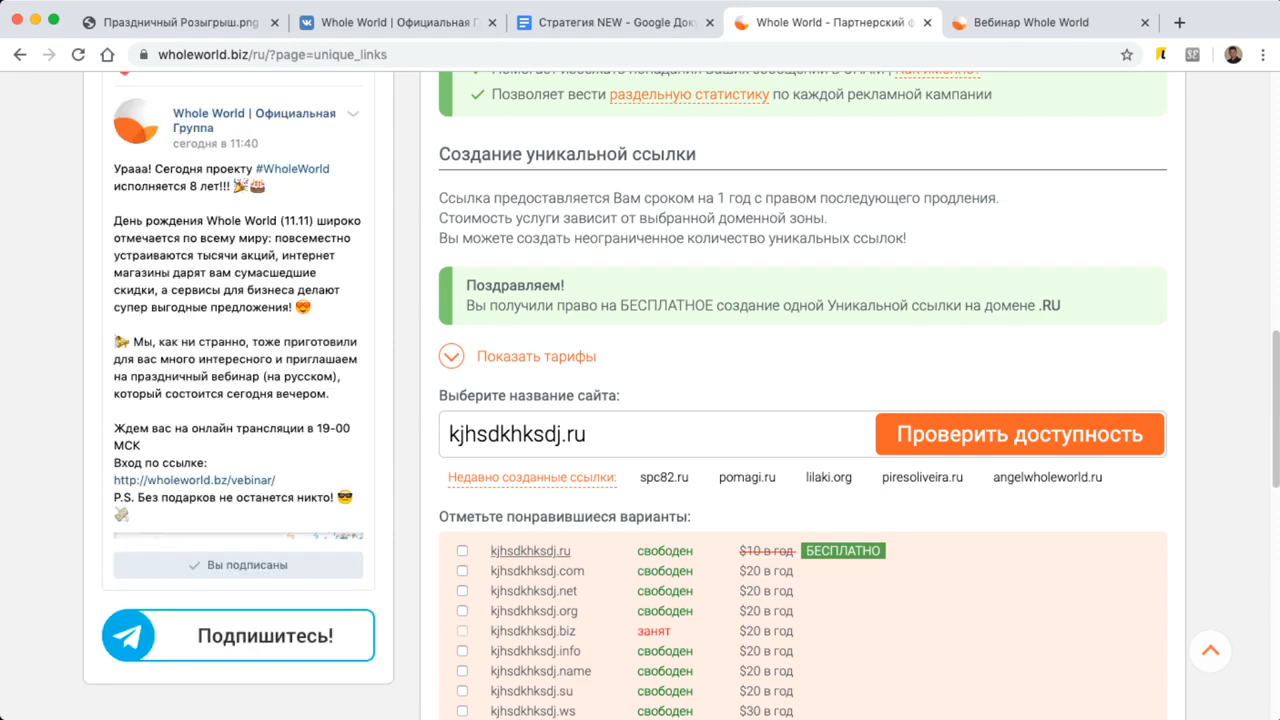 Праздничный Розыгрыш.png
Whole World | Официальная Г
Стратегия NEW - Google Доку
Whole World - Партнерский ф
Вебинар Whole World
wholeworld.biz/ru/?page=unique_links
Whole World | Официальная
Группа
сегодня в 11:40
Урааа! Сегодня проекту #WholeWorld
исполняется 8 лет!!! 🎉🎂
День рождения Whole World (11.11) широко
отмечается по всему миру: повсеместно
устраиваются тысячи акций, интернет
магазины дарят вам сумасшедшие
скидки, а сервисы для бизнеса делают
супер выгодные предложения! 😍
Мы, как ни странно, тоже приготовили
для вас много интересного и приглашаем
на праздничный вебинар (на русском),
который состоится сегодня вечером.
Ждем вас на онлайн трансляции в 19-00
МСК
Вход по ссылке:
http://wholeworld.bz/vebinar/
P.S. Без подарков не останется никто! 😎
Вы подписаны
Подпишитесь!
Позволяет вести раздельную статистику по каждой рекламной кампании
Создание уникальной ссылки
Ссылка предоставляется Вам сроком на 1 год с правом последующего продления.
Стоимость услуги зависит от выбранной доменной зоны.
Вы можете создать неограниченное количество уникальных ссылок!
Поздравляем!
Вы получили право на БЕСПЛАТНОЕ создание одной Уникальной ссылки на домене .RU
Показать тарифы
Выберите название сайта:
kjhsdkhksdj.ru Проверить доступность
Недавно созданные ссылки: spc82.ru pomagi.ru lilaki.org piresoliveira.ru angelwholeworld.ru
Отметьте понравившиеся варианты:
kjhsdkhksdj.ru свободен $10 в год БЕСПЛАТНО
kjhsdkhksdj.com свободен $20 в год
kjhsdkhksdj.net свободен $20 в год
kjhsdkhksdj.org свободен $20 в год
kjhsdkhksdj.biz занят $20 в год
kjhsdkhksdj.info свободен $20 в год
kjhsdkhksdj.name свободен $20 в год
kjhsdkhksdj.su свободен $20 в год
kjhsdkhksdj.ws свободен $30 в год